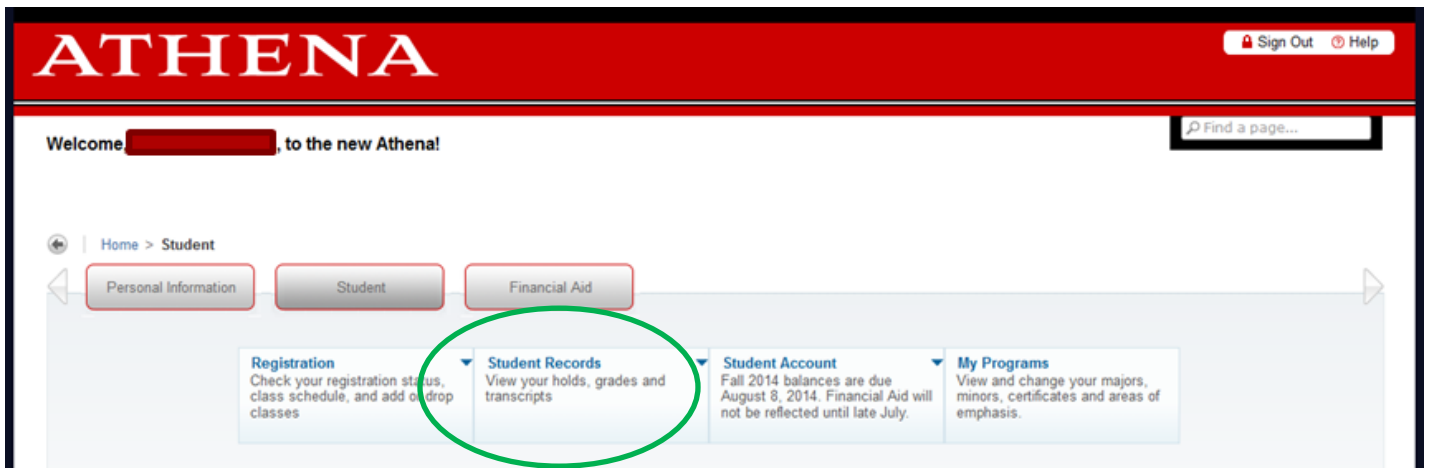 ATHENA
Sign Out Help
Welcome, , to the new Athena!
Find a page...
Home > Student
Personal Information
Student
Financial Aid
Registration
Check your registration status,
class schedule, and add or drop
classes
Student Records
View your holds, grades and
transcripts
Student Account
Fall 2014 balances are due
August 8, 2014. Financial Aid will
not be reflected until late July.
My Programs
View and change your majors,
minors, certificates and areas of
emphasis.